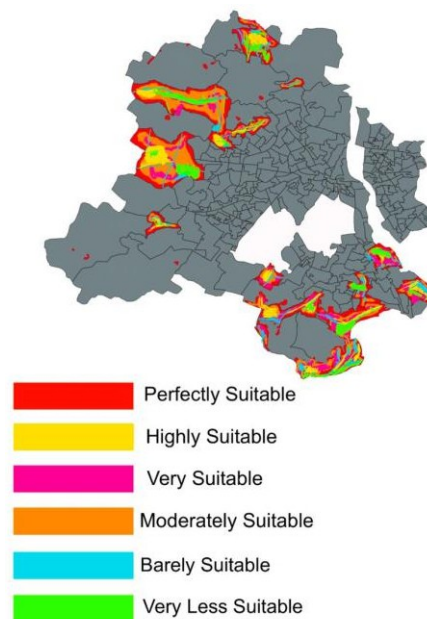 Perfectly Suitable
Highly Suitable
Very Suitable
Moderately Suitable
Barely Suitable
Very Less Suitable